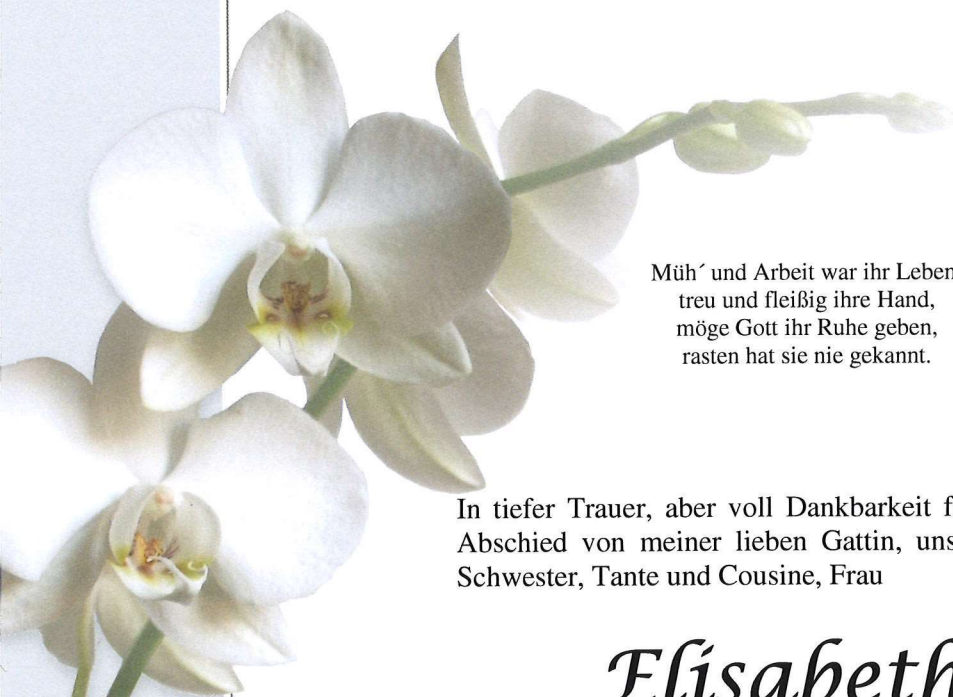 Müh´ und Arbeit war ihr Leben
treu und fleißig ihre Hand,
möge Gott ihr Ruhe geben,
rasten hat sie nie gekannt.
In tiefer Trauer, aber voll Dankbarkeit f
Abschied von meiner lieben Gattin, uns
Schwester, Tante und Cousine, Frau
Elisabeth